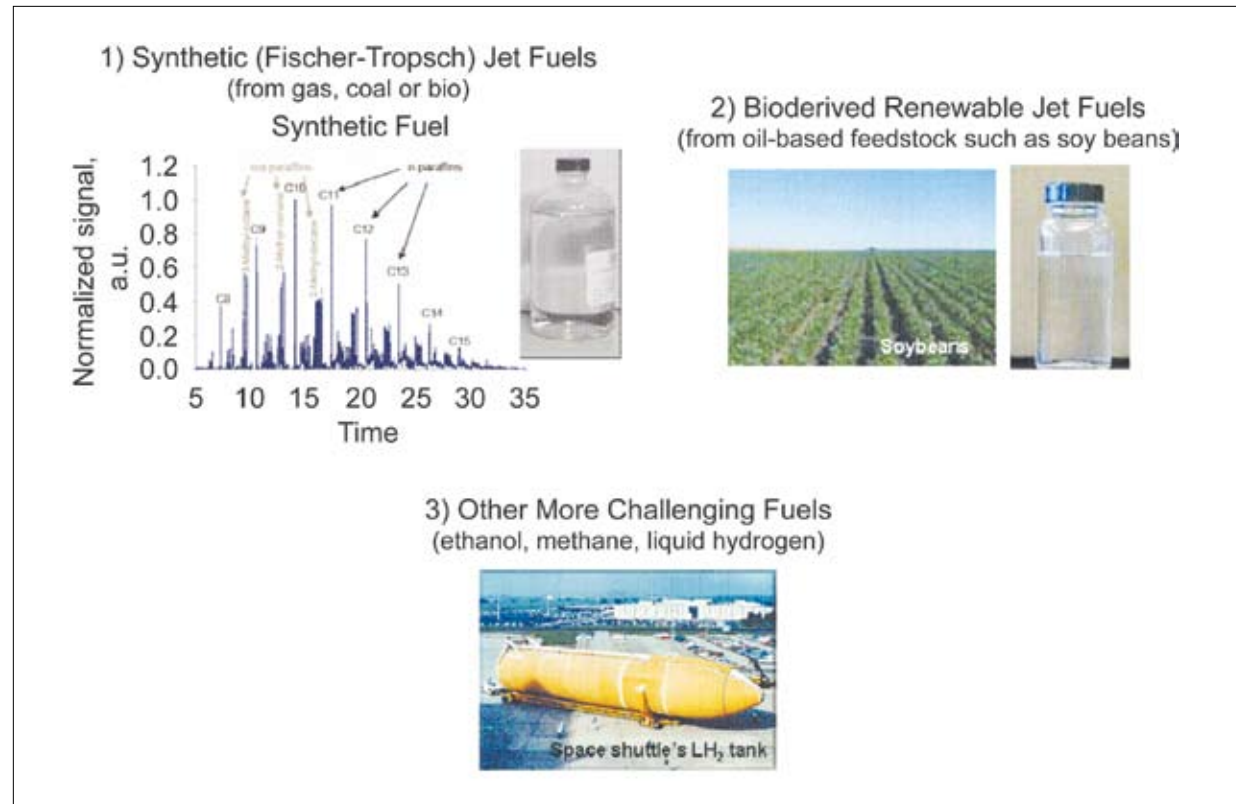 1) Synthetic (Fischer-Tropsch) Jet Fuels
(from gas, coal or bio)
Synthetic Fuel
Normalized signal,
a.u.
1.2
1.0
0.8
0.6
0.4
0.2
0.0
iso paraffins
n paraffins
C8
C9
C10
C11
C12
C13
C14
C15
5 10 15 20 25 30 35
Time
2) Bioderived Renewable Jet Fuels
(from oil-based feedstock such as soy beans)
Soybeans
3) Other More Challenging Fuels
(ethanol, methane, liquid hydrogen)
Space shuttle's LH₂ tank